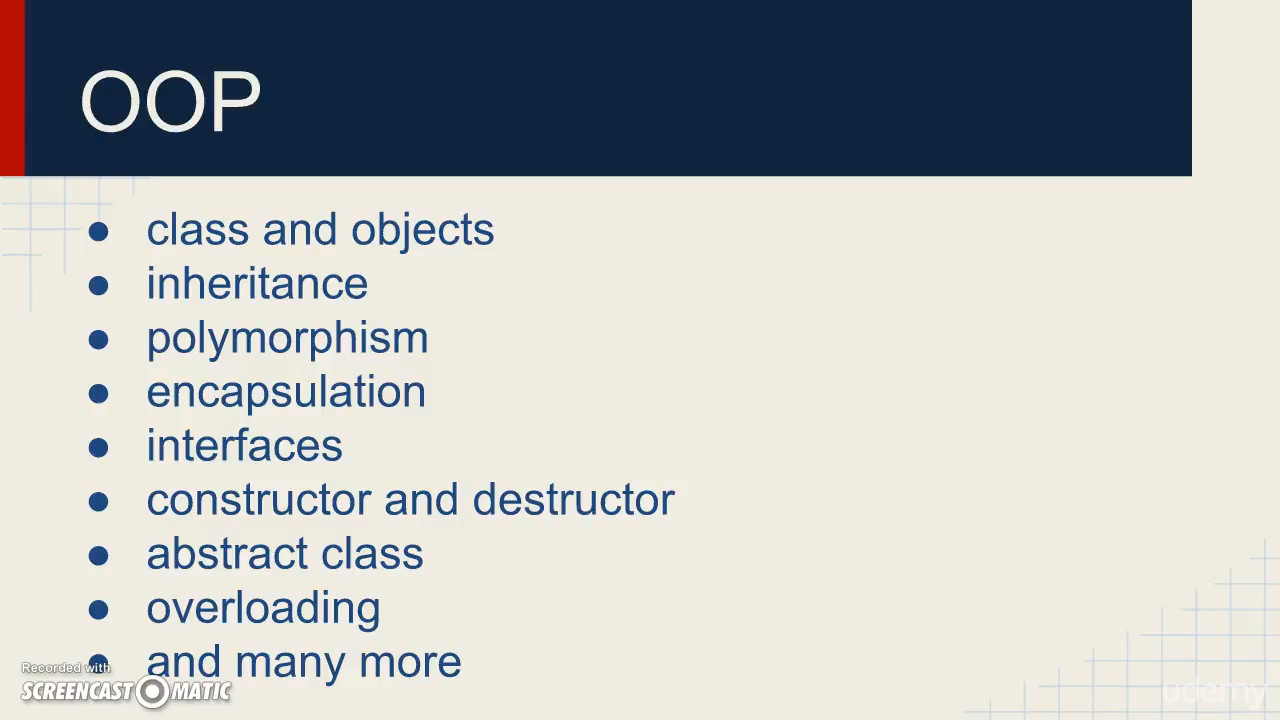 OOP
● class and objects
● inheritance
● polymorphism
● encapsulation
● interfaces
● constructor and destructor
● abstract class
● overloading
● and many more
Recorded with
SCREENCAST MATIC
udemy